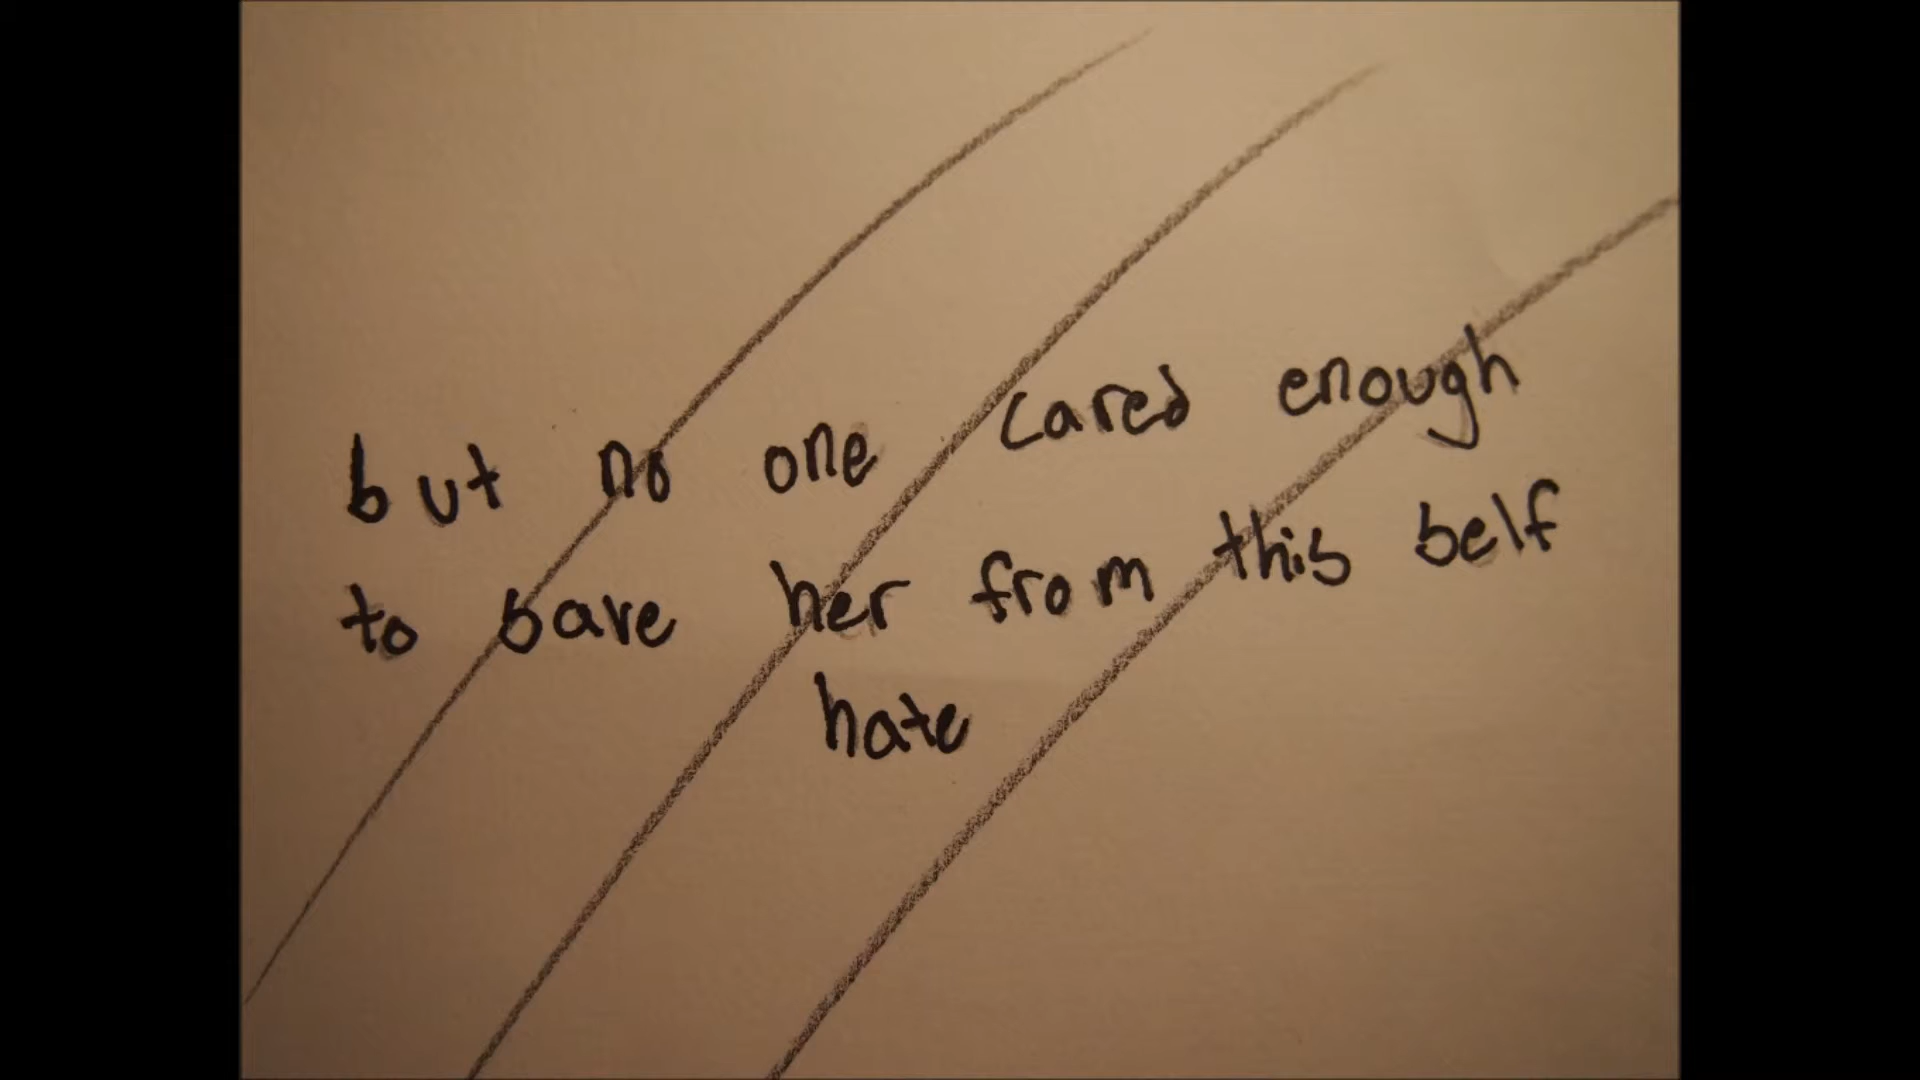 but no one cared enough
to save her from this self
hate